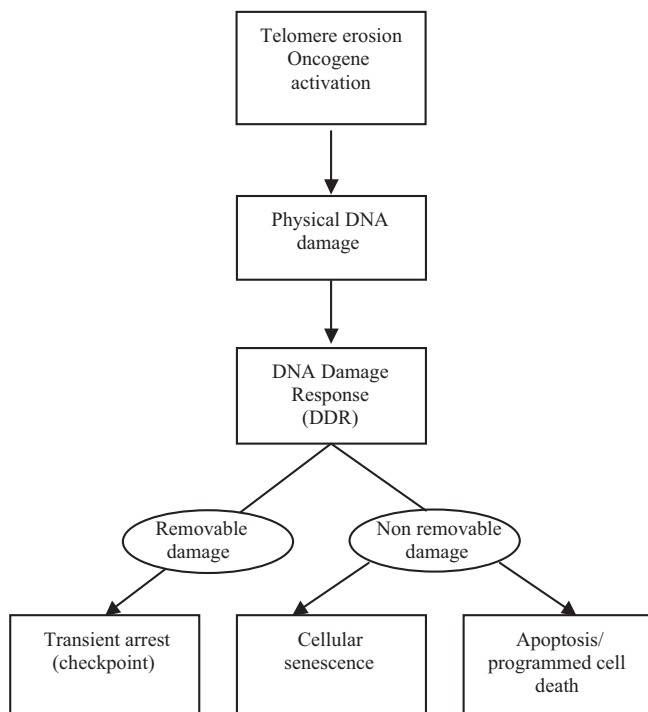 Telomere erosion
Oncogene
activation
Physical DNA
damage
DNA Damage
Response
(DDR)
Removable
damage
Non removable
damage
Transient arrest
(checkpoint)
Cellular
senescence
Apoptosis/
programmed cell
death